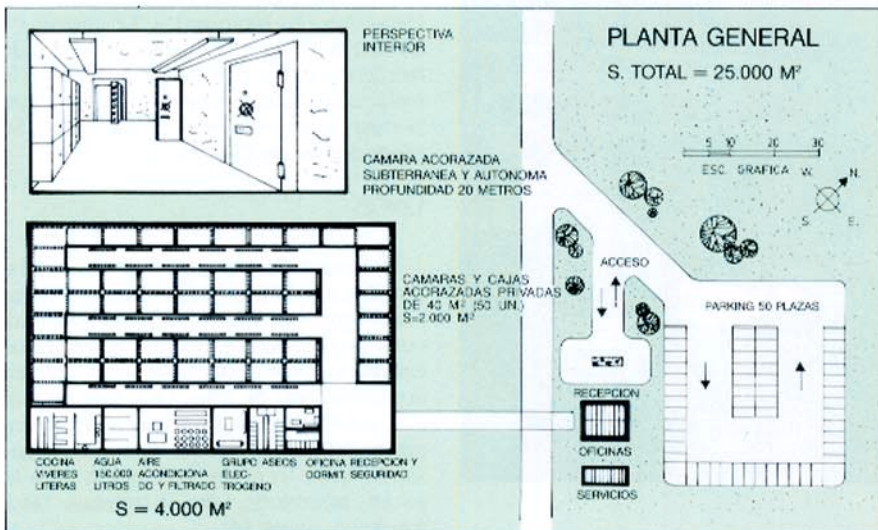 PERSPECTIVA
INTERIOR
CAMARA ACORAZADA
SUBTERRANEA Y AUTONOMA
PROFUNDIDAD 20 METROS
CAMARAS Y CAJAS
ACORAZADAS PRIVADAS
DE 40 M² (50 UN.)
S=2.000 M²
COCINA
VIVERES
LITERAS
AGUA
150.000
LITROS
AIRE
ACONDICIONA
DO Y FILTRADO
GRUPO
ELEC-
TROGENO
ASEOS
OFICINA
DORMIT.
RECEPCION Y
SEGURIDAD
S = 4.000 M²
PLANTA GENERAL
S. TOTAL = 25.000 M²
5 10 20 30
ESC. GRAFICA
W. N.
S. E.
ACCESO
PARKING 50 PLAZAS
RECEPCION
OFICINAS
SERVICIOS